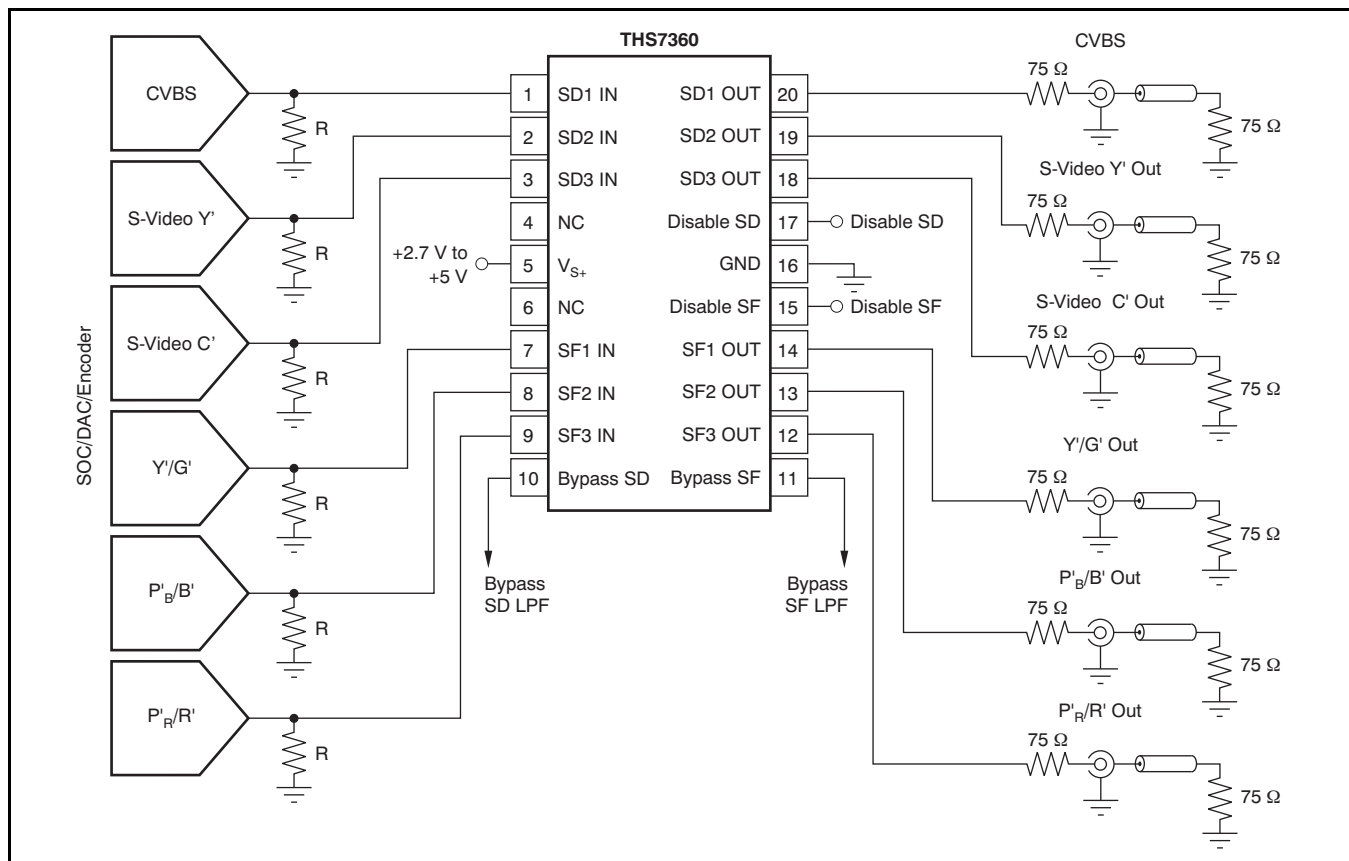 THS7360
CVBS
CVBS
S-Video Y'
S-Video C'
Y'/G'
P'B/B'
P'R/R'
SOC/DAC/Encoder
R
R
R
R
R
R
+2.7 V to
+5 V
1 SD1 IN
2 SD2 IN
3 SD3 IN
4 NC
5 VS+
6 NC
7 SF1 IN
8 SF2 IN
9 SF3 IN
10 Bypass SD
SD1 OUT 20
SD2 OUT 19
SD3 OUT 18
Disable SD 17
GND 16
Disable SF 15
SF1 OUT 14
SF2 OUT 13
SF3 OUT 12
Bypass SF 11
Disable SD
Disable SF
Bypass
SD LPF
Bypass
SF LPF
75 Ω
75 Ω
S-Video Y' Out
75 Ω
75 Ω
S-Video C' Out
75 Ω
75 Ω
Y'/G' Out
75 Ω
75 Ω
P'B/B' Out
75 Ω
75 Ω
P'R/R' Out
75 Ω
75 Ω